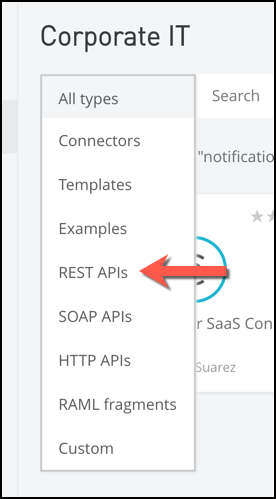 Corporate IT
All types
Search
Connectors
"notificatio
Templates
Examples
REST APIs
SOAP APIs
r SaaS Con
HTTP APIs
Suarez
RAML fragments
Custom